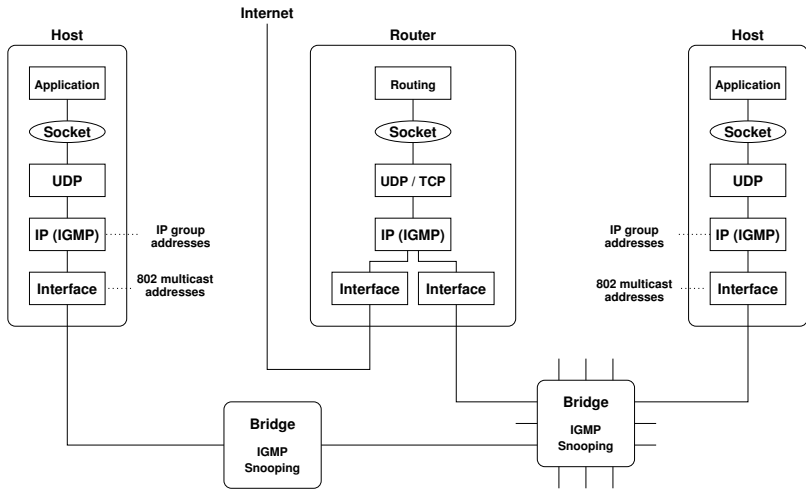 Internet
Host
Router
Host
Application
Routing
Application
Socket
Socket
Socket
UDP
UDP / TCP
UDP
IP (IGMP)
IP group
addresses
IP (IGMP)
IP group
addresses
IP (IGMP)
Interface
802 multicast
addresses
Interface
Interface
802 multicast
addresses
Interface
Bridge
IGMP
Snooping
Bridge
IGMP
Snooping